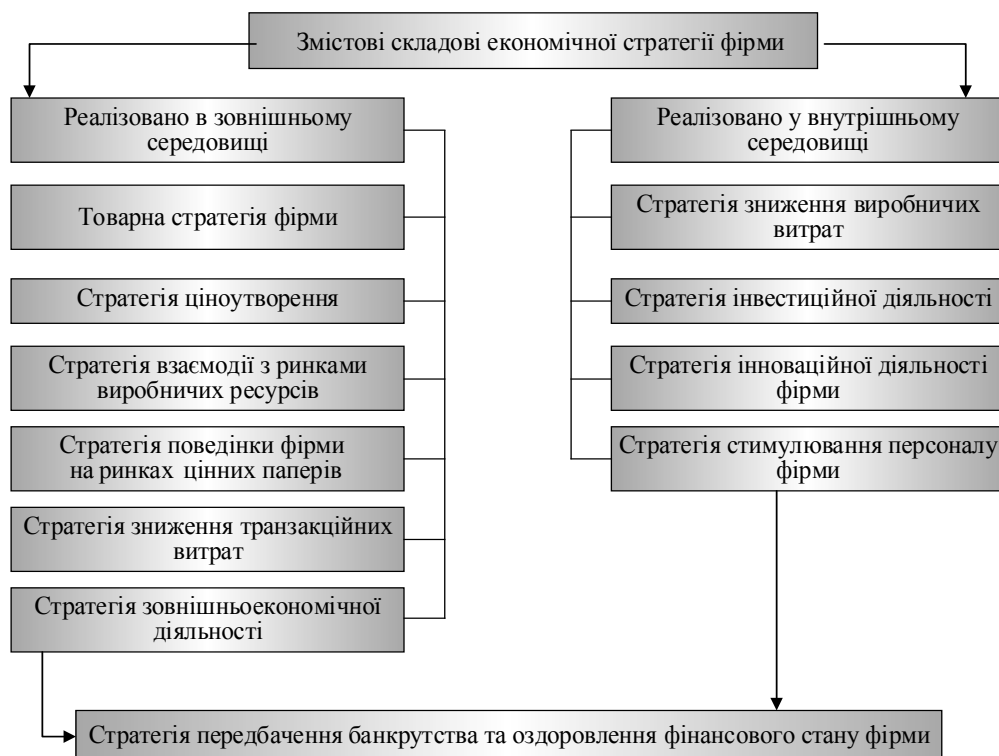 Змістові складові економічної стратегії фірми
Реалізовано в зовнішньому
середовищі
Товарна стратегія фірми
Стратегія ціноутворення
Стратегія взаємодії з ринками
виробничих ресурсів
Стратегія поведінки фірми
на ринках цінних паперів
Стратегія зниження транзакційних
витрат
Стратегія зовнішньоекономічної
діяльності
Реалізовано у внутрішньому
середовищі
Стратегія зниження виробничих
витрат
Стратегія інвестиційної діяльності
Стратегія інноваційної діяльності
фірми
Стратегія стимулювання персоналу
фірми
Стратегія передбачення банкрутства та оздоровлення фінансового стану фірми